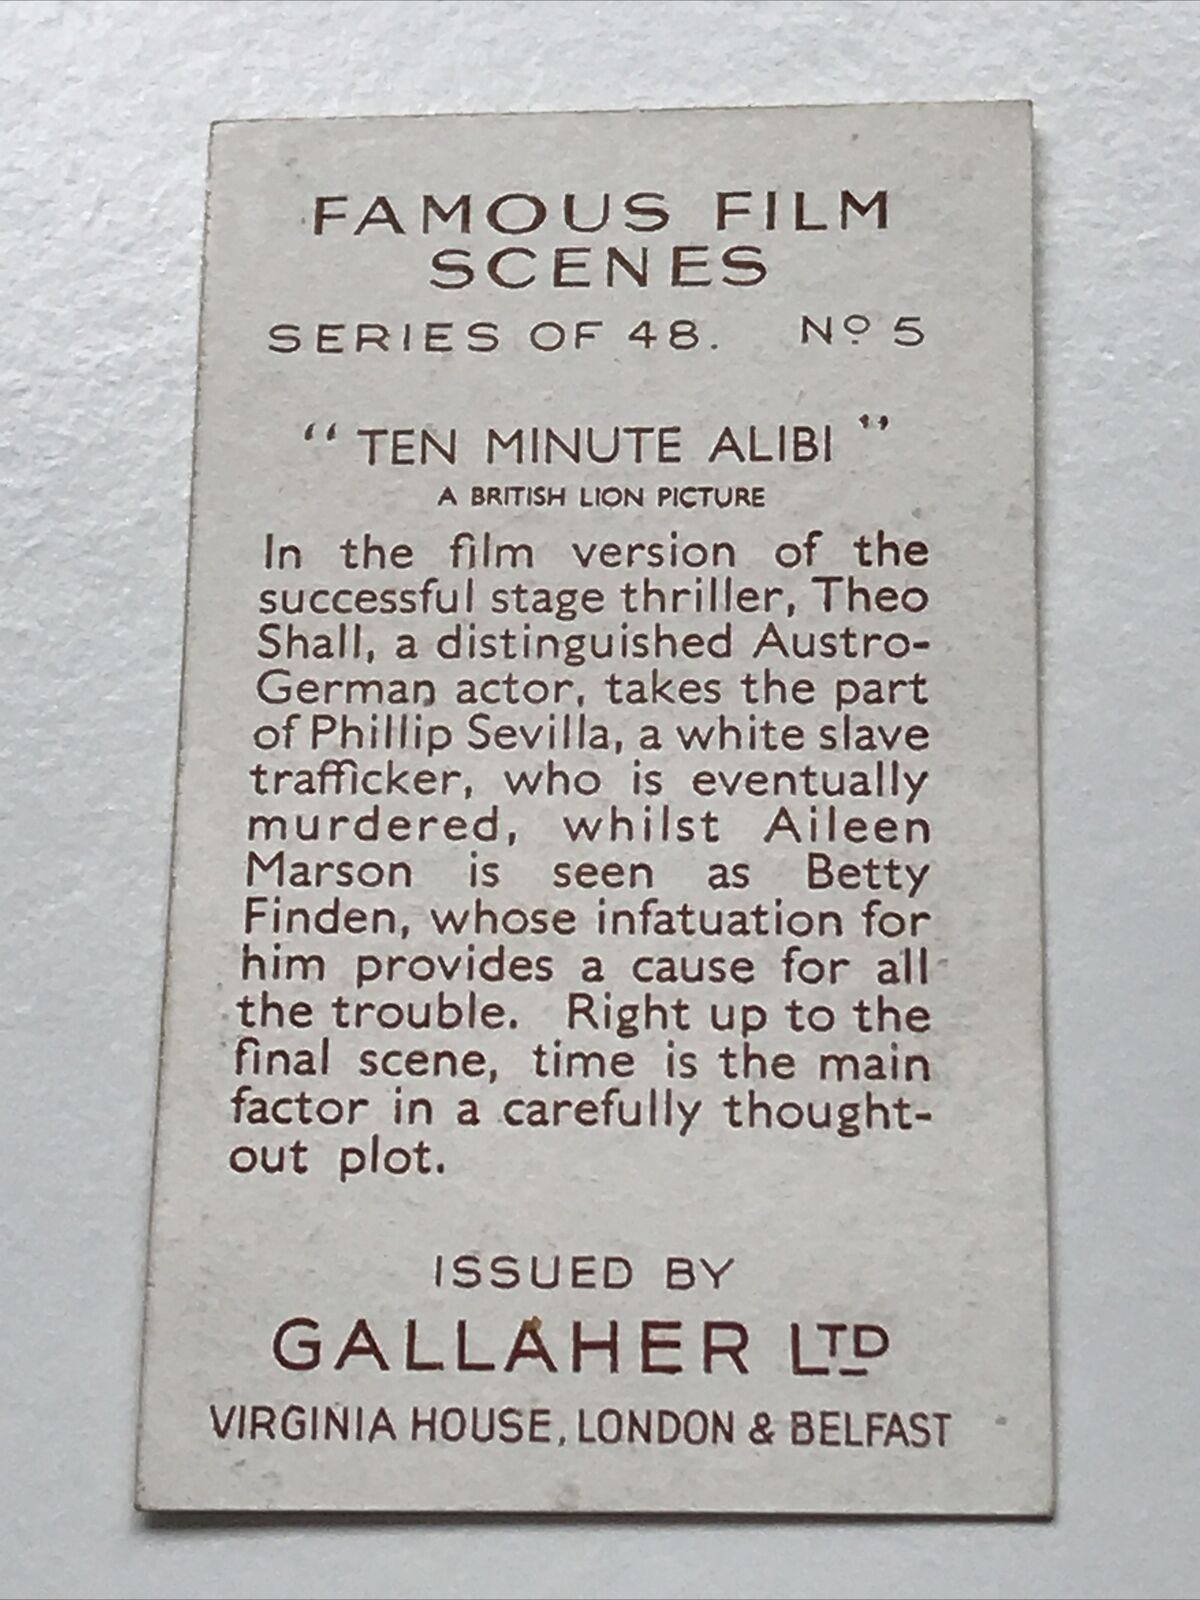 FAMOUS FILM
SCENES
SERIES OF 48. Nº 5
“TEN MINUTE ALIBI”
A BRITISH LION PICTURE
In the film version of the
successful stage thriller, Theo
Shall, a distinguished Austro-
German actor, takes the part
of Phillip Sevilla, a white slave
trafficker, who is eventually
murdered, whilst Aileen
Marson is seen as Betty
Finden, whose infatuation for
him provides a cause for all
the trouble. Right up to the
final scene, time is the main
factor in a carefully thought-
out plot.
ISSUED BY
GALLAHER LTD
VIRGINIA HOUSE, LONDON & BELFAST